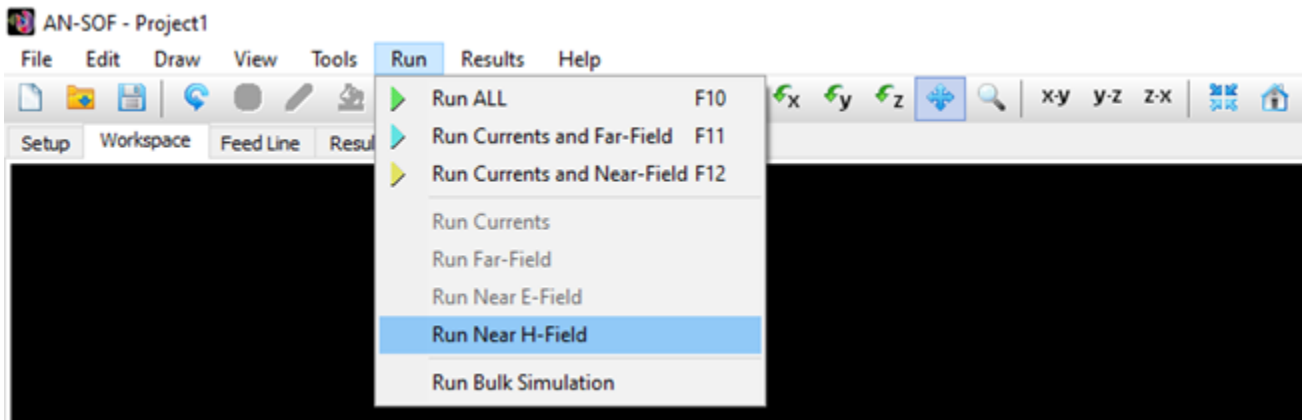 AN-SOF - Project1
File Edit Draw View Tools Run Results Help
x y z x-y y-z z-x
Setup Workspace Feed Line Resul
Run ALL F10
Run Currents and Far-Field F11
Run Currents and Near-Field F12
Run Currents
Run Far-Field
Run Near E-Field
Run Near H-Field
Run Bulk Simulation